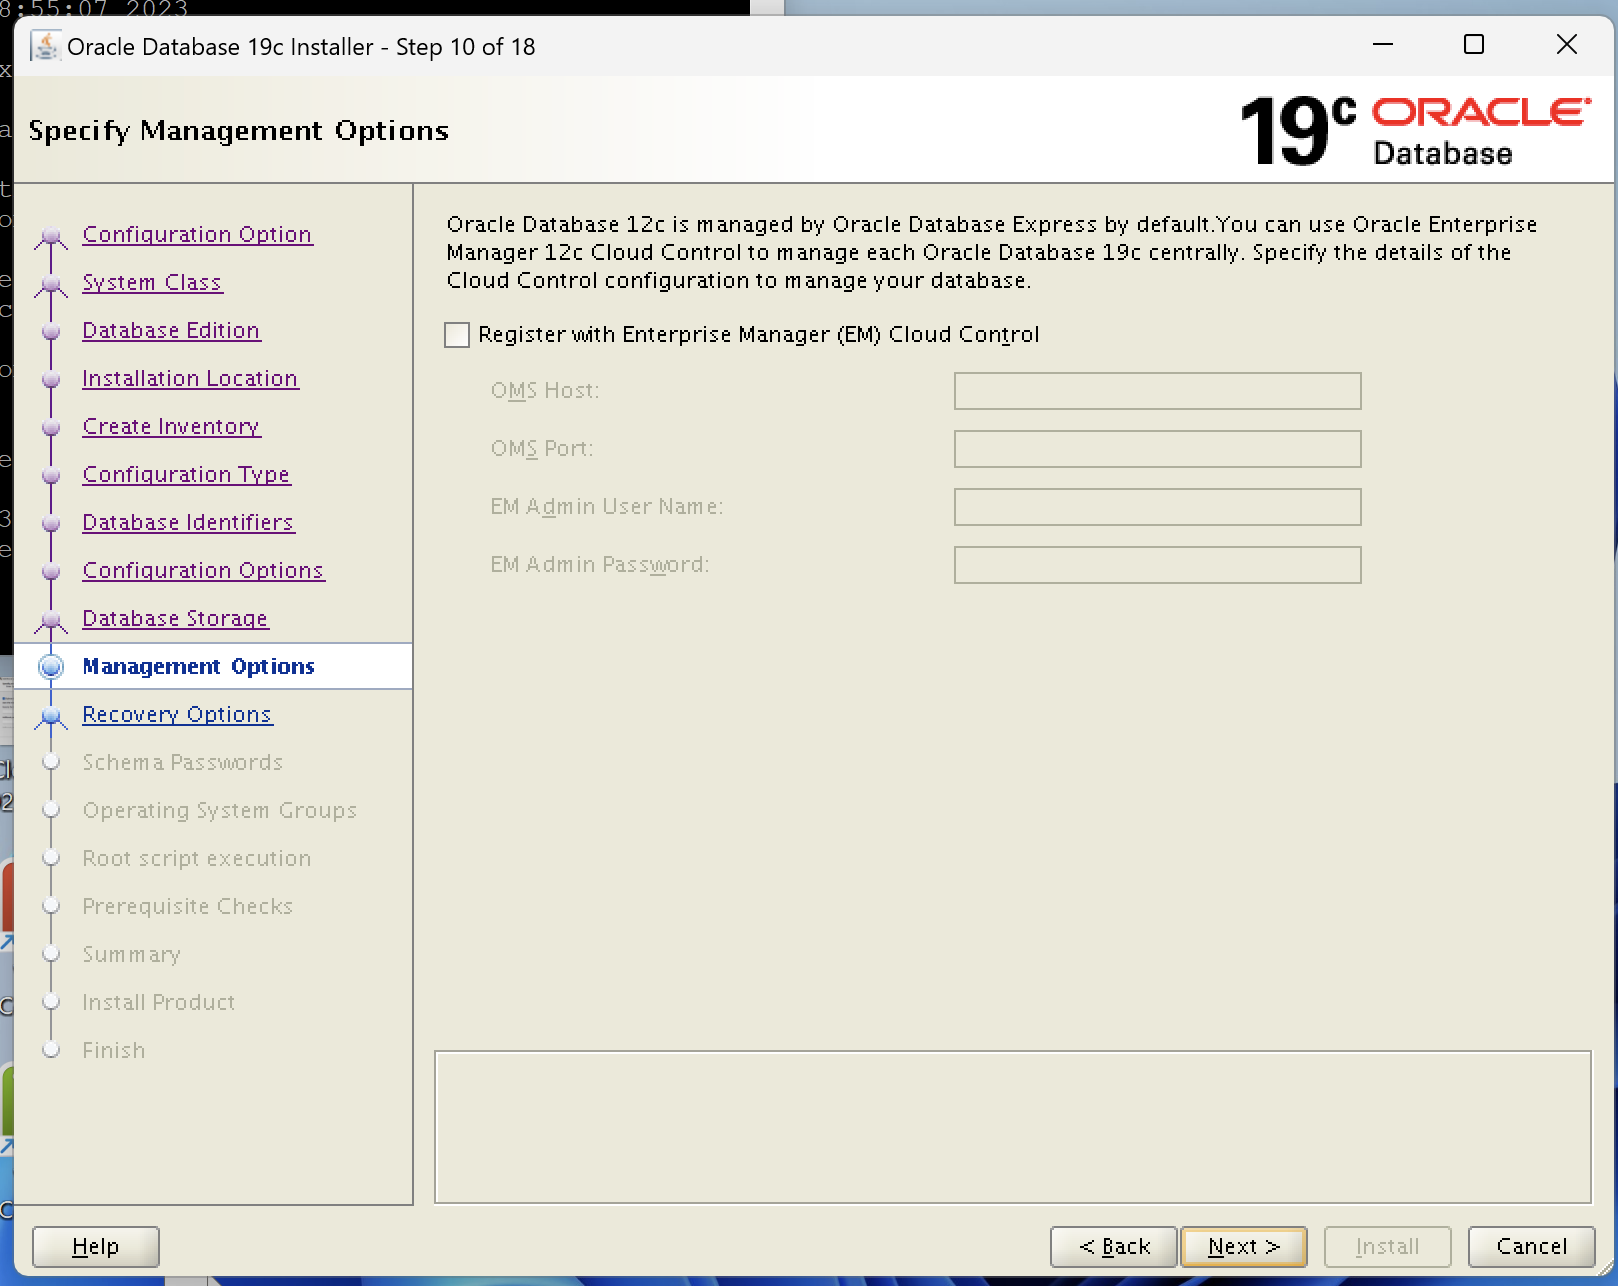 8:55:07 2023
Oracle Database 19c Installer - Step 10 of 18
Specify Management Options
19c ORACLE
Database
Configuration Option
System Class
Database Edition
Installation Location
Create Inventory
Configuration Type
Database Identifiers
Configuration Options
Database Storage
Management Options
Recovery Options
Schema Passwords
Operating System Groups
Root script execution
Prerequisite Checks
Summary
Install Product
Finish
Oracle Database 12c is managed by Oracle Database Express by default.You can use Oracle Enterprise
Manager 12c Cloud Control to manage each Oracle Database 19c centrally. Specify the details of the
Cloud Control configuration to manage your database.
Register with Enterprise Manager (EM) Cloud Control
OMS Host:
OMS Port:
EM Admin User Name:
EM Admin Password:
Help
< Back
Next >
Install
Cancel